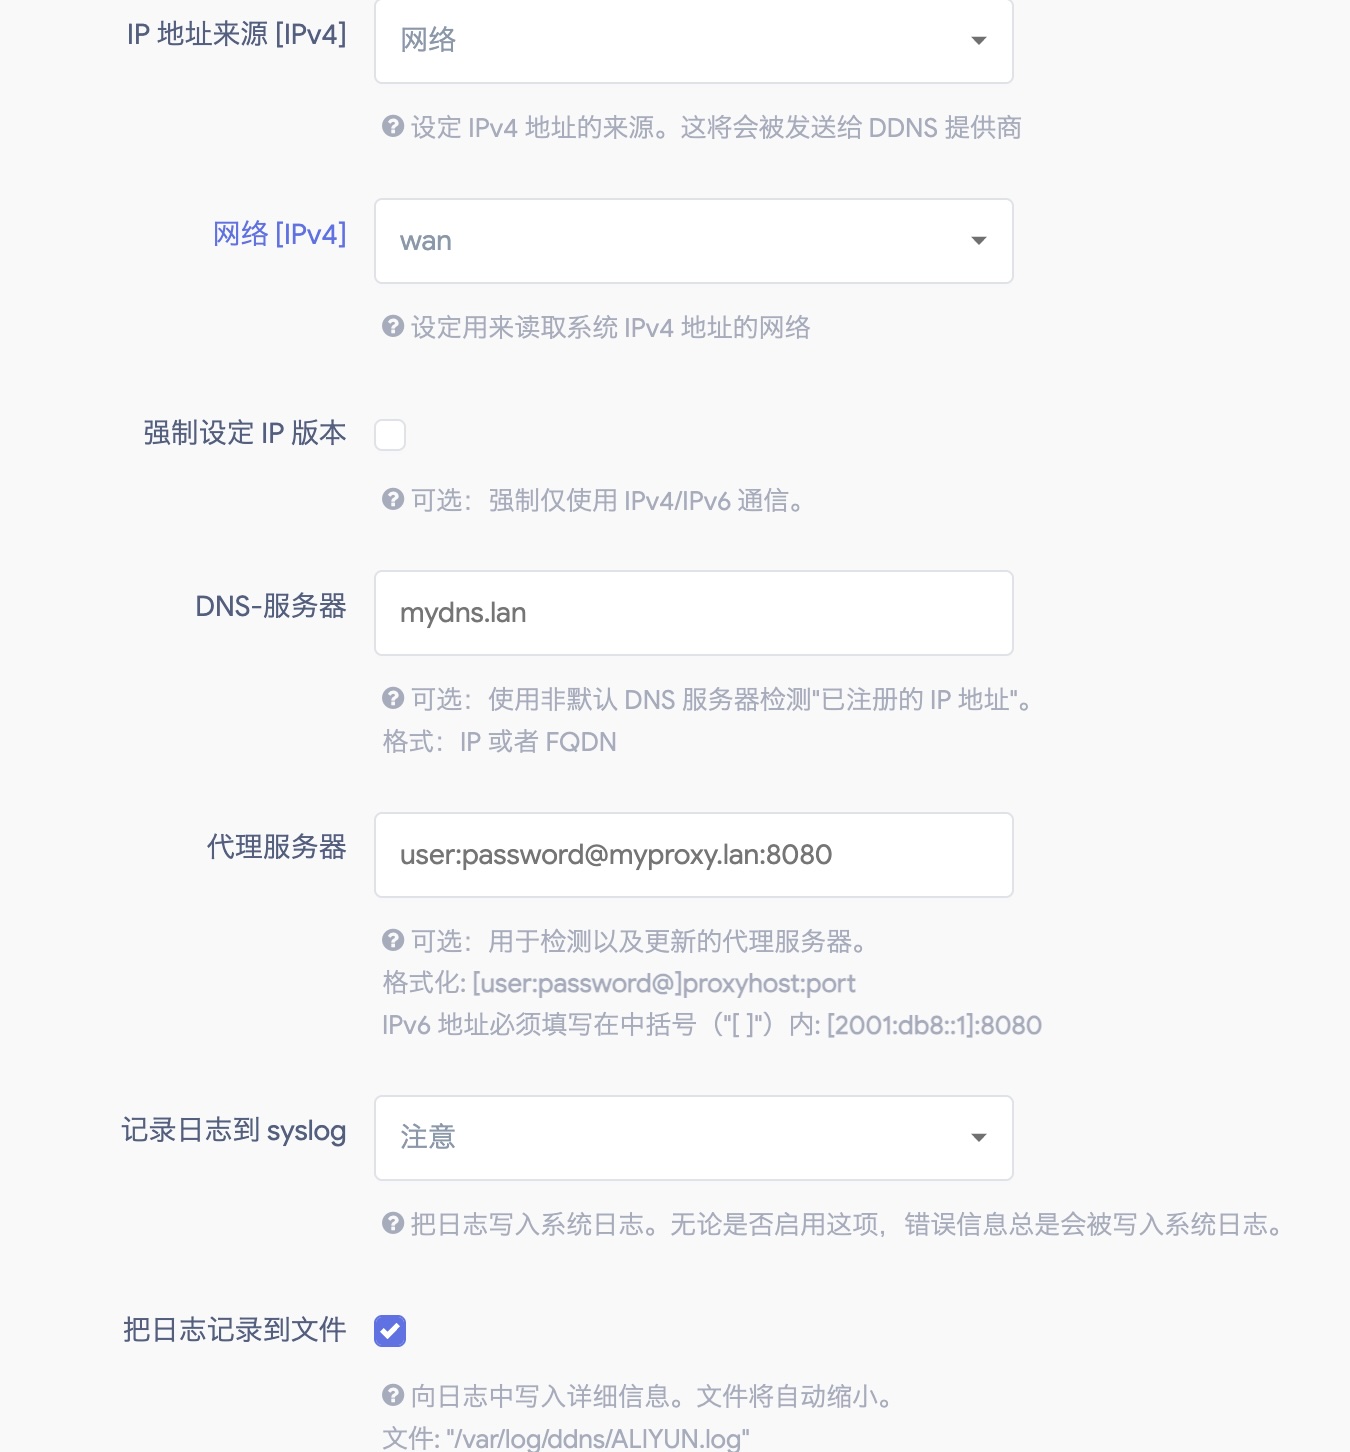 IP 地址来源 [IPv4]
网络
设定 IPv4 地址的来源。这将会被发送给 DDNS 提供商
网络 [IPv4]
wan
设定用来读取系统 IPv4 地址的网络
强制设定 IP 版本
可选：强制仅使用 IPv4/IPv6 通信。
DNS-服务器
mydns.lan
可选：使用非默认 DNS 服务器检测"已注册的 IP 地址"。
格式：IP 或者 FQDN
代理服务器
user:password@myproxy.lan:8080
可选：用于检测以及更新的代理服务器。
格式化: [user:password@]proxyhost:port
IPv6 地址必须填写在中括号（"[ ]"）内: [2001:db8::1]:8080
记录日志到 syslog
注意
把日志写入系统日志。无论是否启用这项，错误信息总是会被写入系统日志。
把日志记录到文件
向日志中写入详细信息。文件将自动缩小。
文件: "/var/log/ddns/ALIYUN.log"